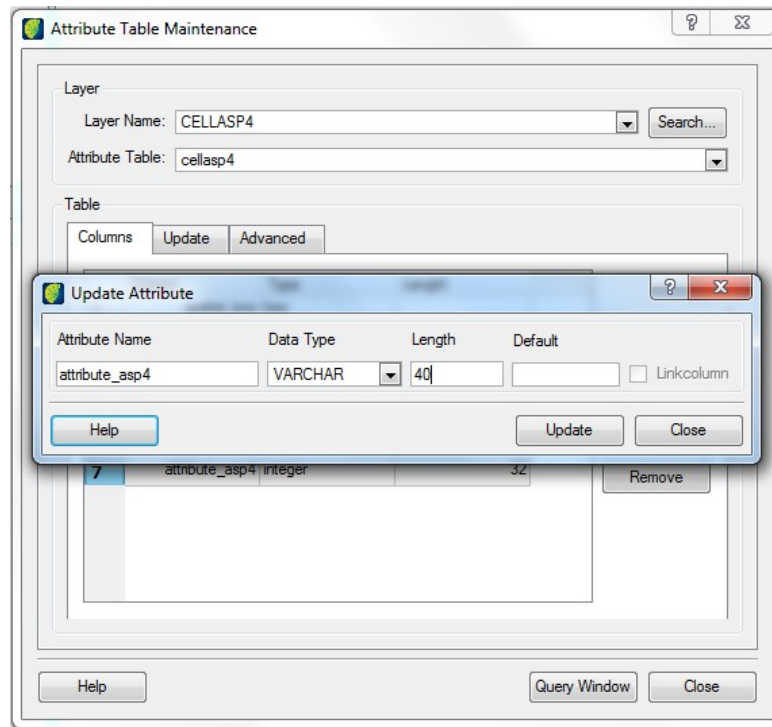 Attribute Table Maintenance
Layer
Layer Name: CELLASP4 Search...
Attribute Table: cellasp4
Table
Columns Update Advanced
Type Length
Update Attribute
Attribute Name Data Type Length Default
attribute_asp4 VARCHAR 40 Linkcolumn
Help Update Close
7 attribute_asp4 integer 32
Remove
Help Query Window Close